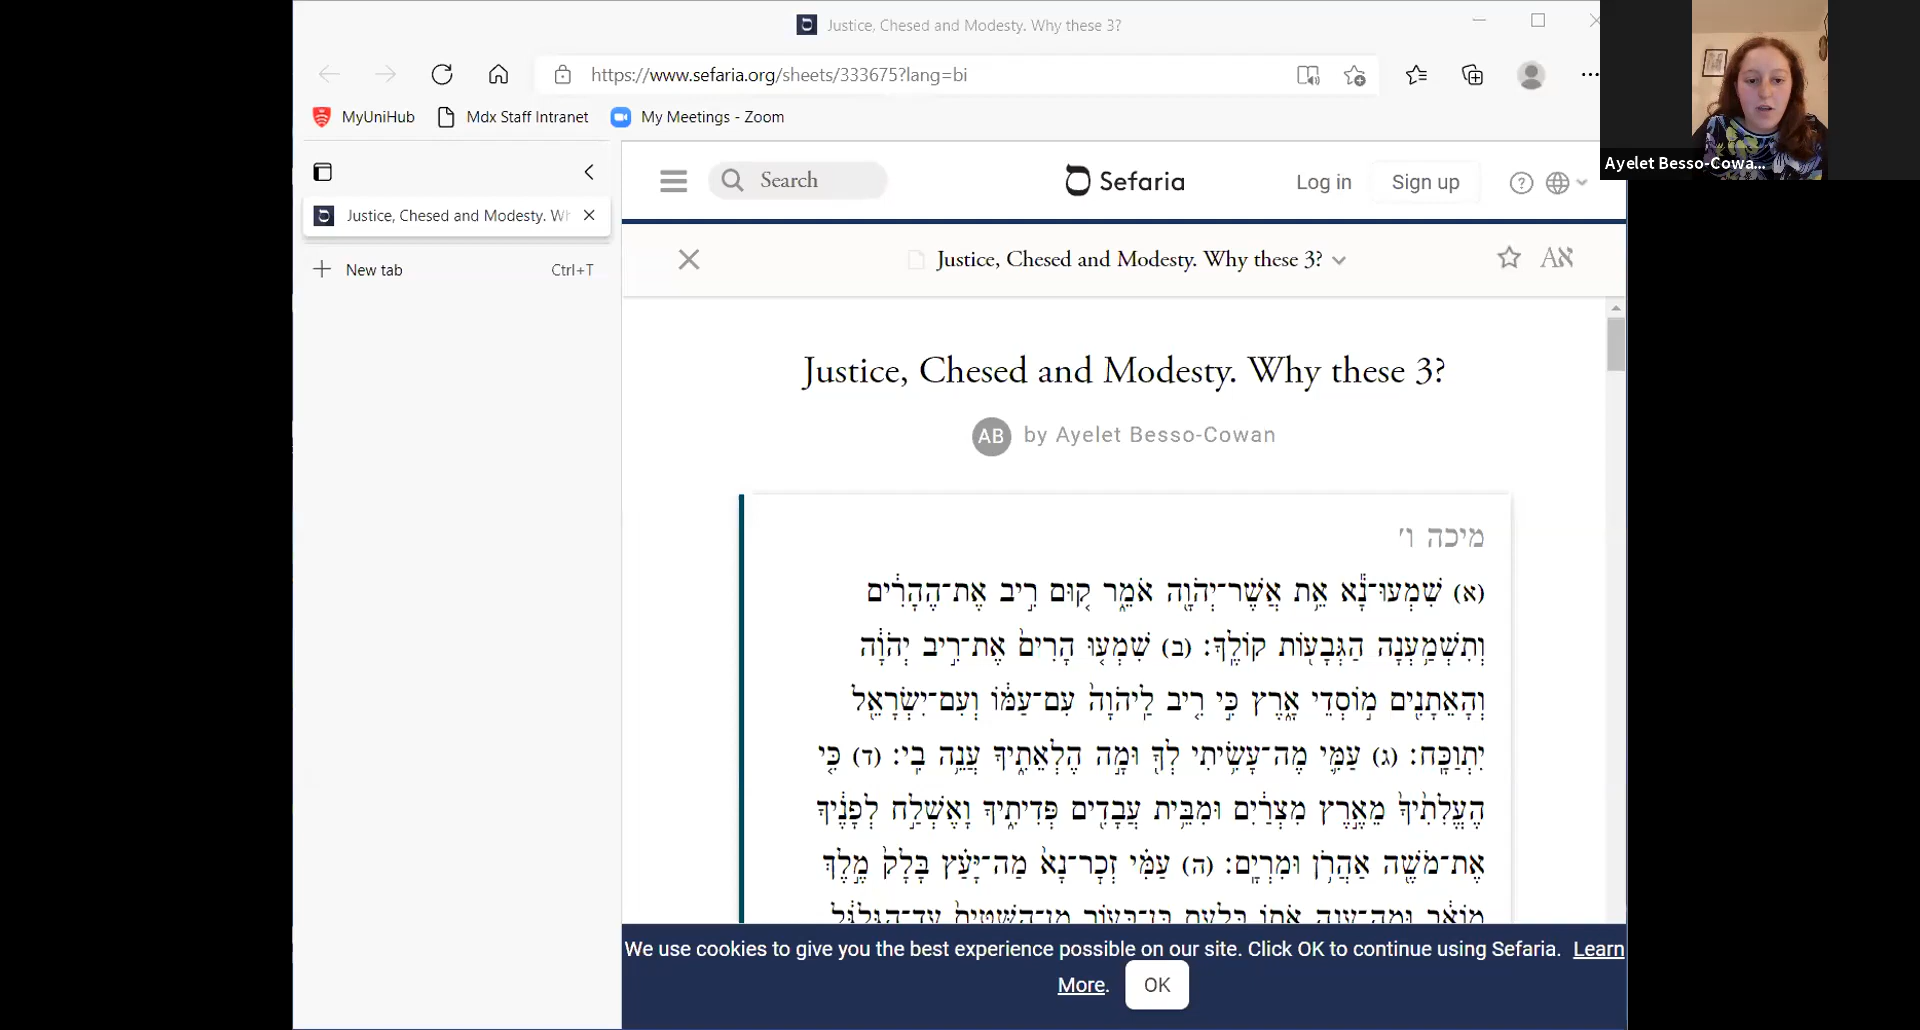 Justice, Chesed and Modesty. Why these 3?
https://www.sefaria.org/sheets/333675?lang=bi
MyUniHub
Mdx Staff Intranet
My Meetings - Zoom
Ayelet Besso-Cowa...
Justice, Chesed and Modesty. Wh
New tab
Ctrl+T
Search
Sefaria
Log in
Sign up
Justice, Chesed and Modesty. Why these 3?
Justice, Chesed and Modesty. Why these 3?
AB by Ayelet Besso-Cowan
מיכה ו׳
(א) שִׁמְעוּ־נָ֕א אֵ֥ת אֲשֶׁר־יְהֹוָ֖ה אֹמֵ֑ר ק֚וּם רִ֣יב אֶת־הֶהָרִ֔ים
וְתִשְׁמַ֥עְנָה הַגְּבָע֖וֹת קוֹלֶֽךָ׃ (ב) שִׁמְע֤וּ הָרִים֙ אֶת־רִ֣יב יְהֹוָ֔ה
וְהָאֵתָנִ֖ים מ֣וֹסְדֵי אָ֑רֶץ כִּ֣י רִ֤יב לַֽיהֹוָה֙ עִם־עַמּ֔וֹ וְעִם־יִשְׂרָאֵ֖ל
יִתְוַכָּֽח׃ (ג) עַמִּ֛י מֶה־עָשִׂ֥יתִי לְךָ֖ וּמָ֣ה הֶלְאֵתִ֑יךָ עֲנֵ֥ה בִֽי׃ (ד) כִּ֤י
הֶעֱלִתִ֙יךָ֙ מֵאֶ֣רֶץ מִצְרַ֔יִם וּמִבֵּ֥ית עֲבָדִ֖ים פְּדִיתִ֑יךָ וָאֶשְׁלַ֣ח לְפָנֶ֔יךָ
אֶת־מֹשֶׁ֖ה אַהֲרֹ֥ן וּמִרְיָֽם׃ (ה) עַמִּ֗י זְכׇר־נָא֙ מַה־יָּעַ֗ץ בָּלָק֙ מֶ֣לֶךְ
מוֹאָ֔ב וּמֶה־עָנָ֥ה אֹת֖וֹ בִּלְעָ֣ם בֶּן־בְּע֑וֹר מִן־הַשִּׁטִּים֙ עַד־הַגִּלְגָּ֔ל
We use cookies to give you the best experience possible on our site. Click OK to continue using Sefaria. Learn
More. OK